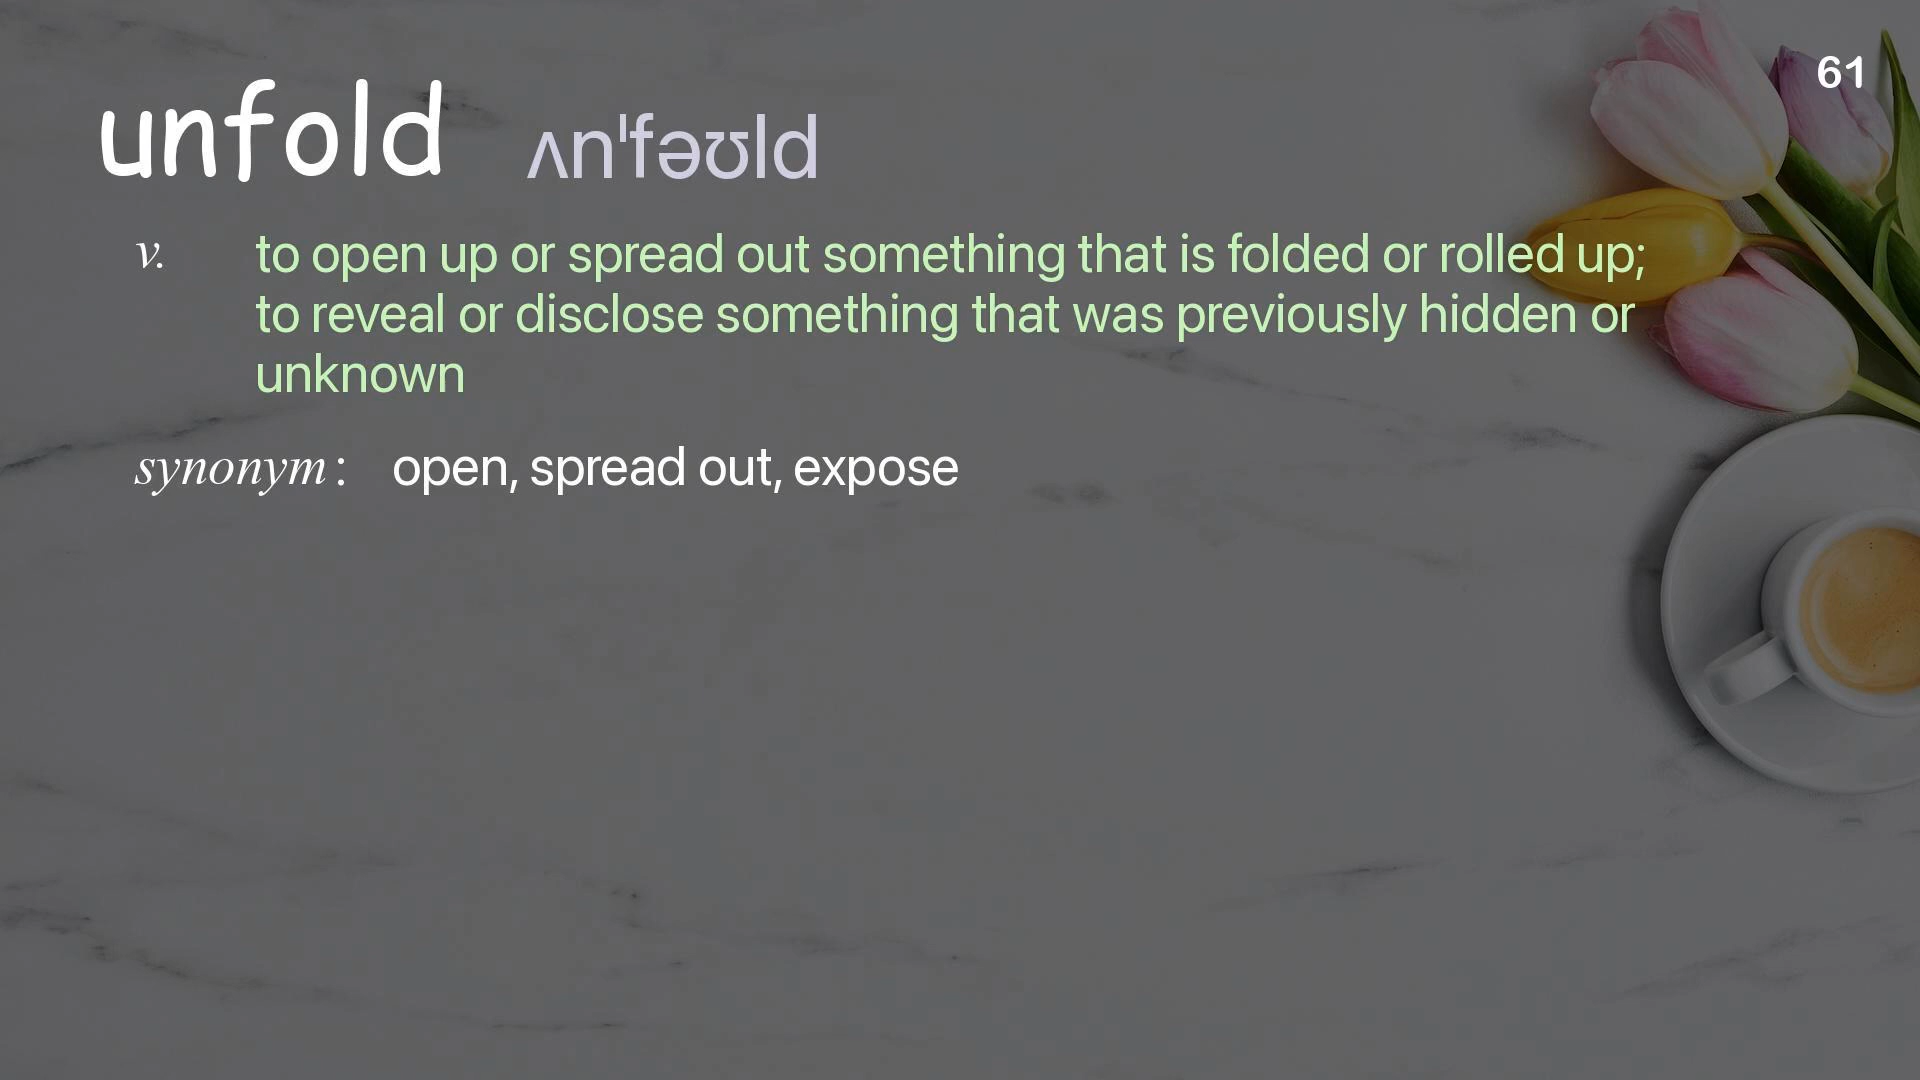 61
unfold ʌnˈfəʊld
v. to open up or spread out something that is folded or rolled up;
to reveal or disclose something that was previously hidden or
unknown
synonym: open, spread out, expose